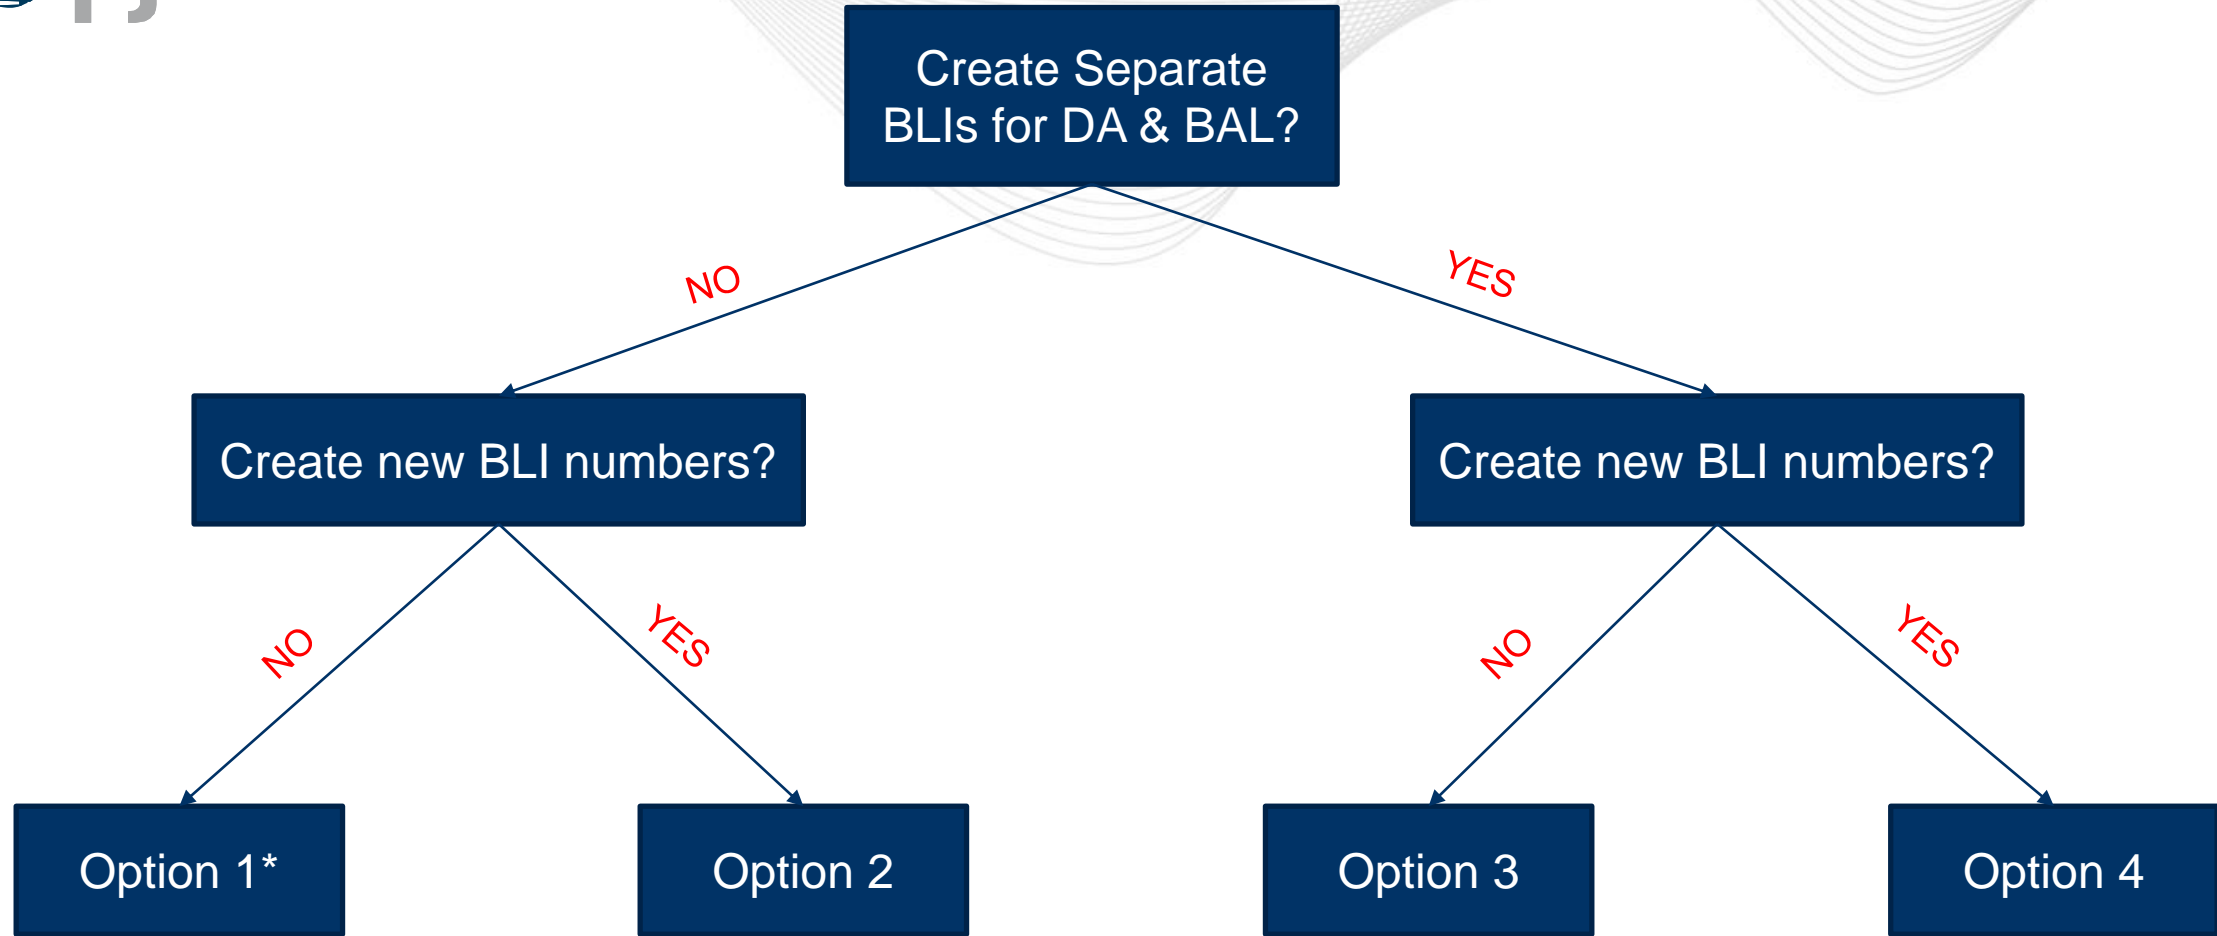 Create Separate
BLIs for DA & BAL?
NO
YES
Create new BLI numbers?
Create new BLI numbers?
NO
YES
NO
YES
Option 1*
Option 2
Option 3
Option 4